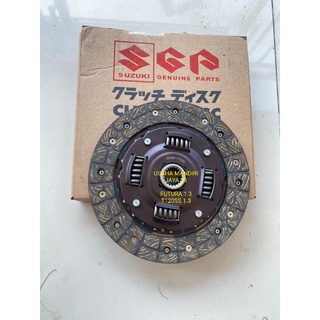 SGP
SUZUKI GENUINE PARTS
クラッチ ディスク
USAHA MANDIRI
JAYA
FUTURA 1.3
T120SS 1.3